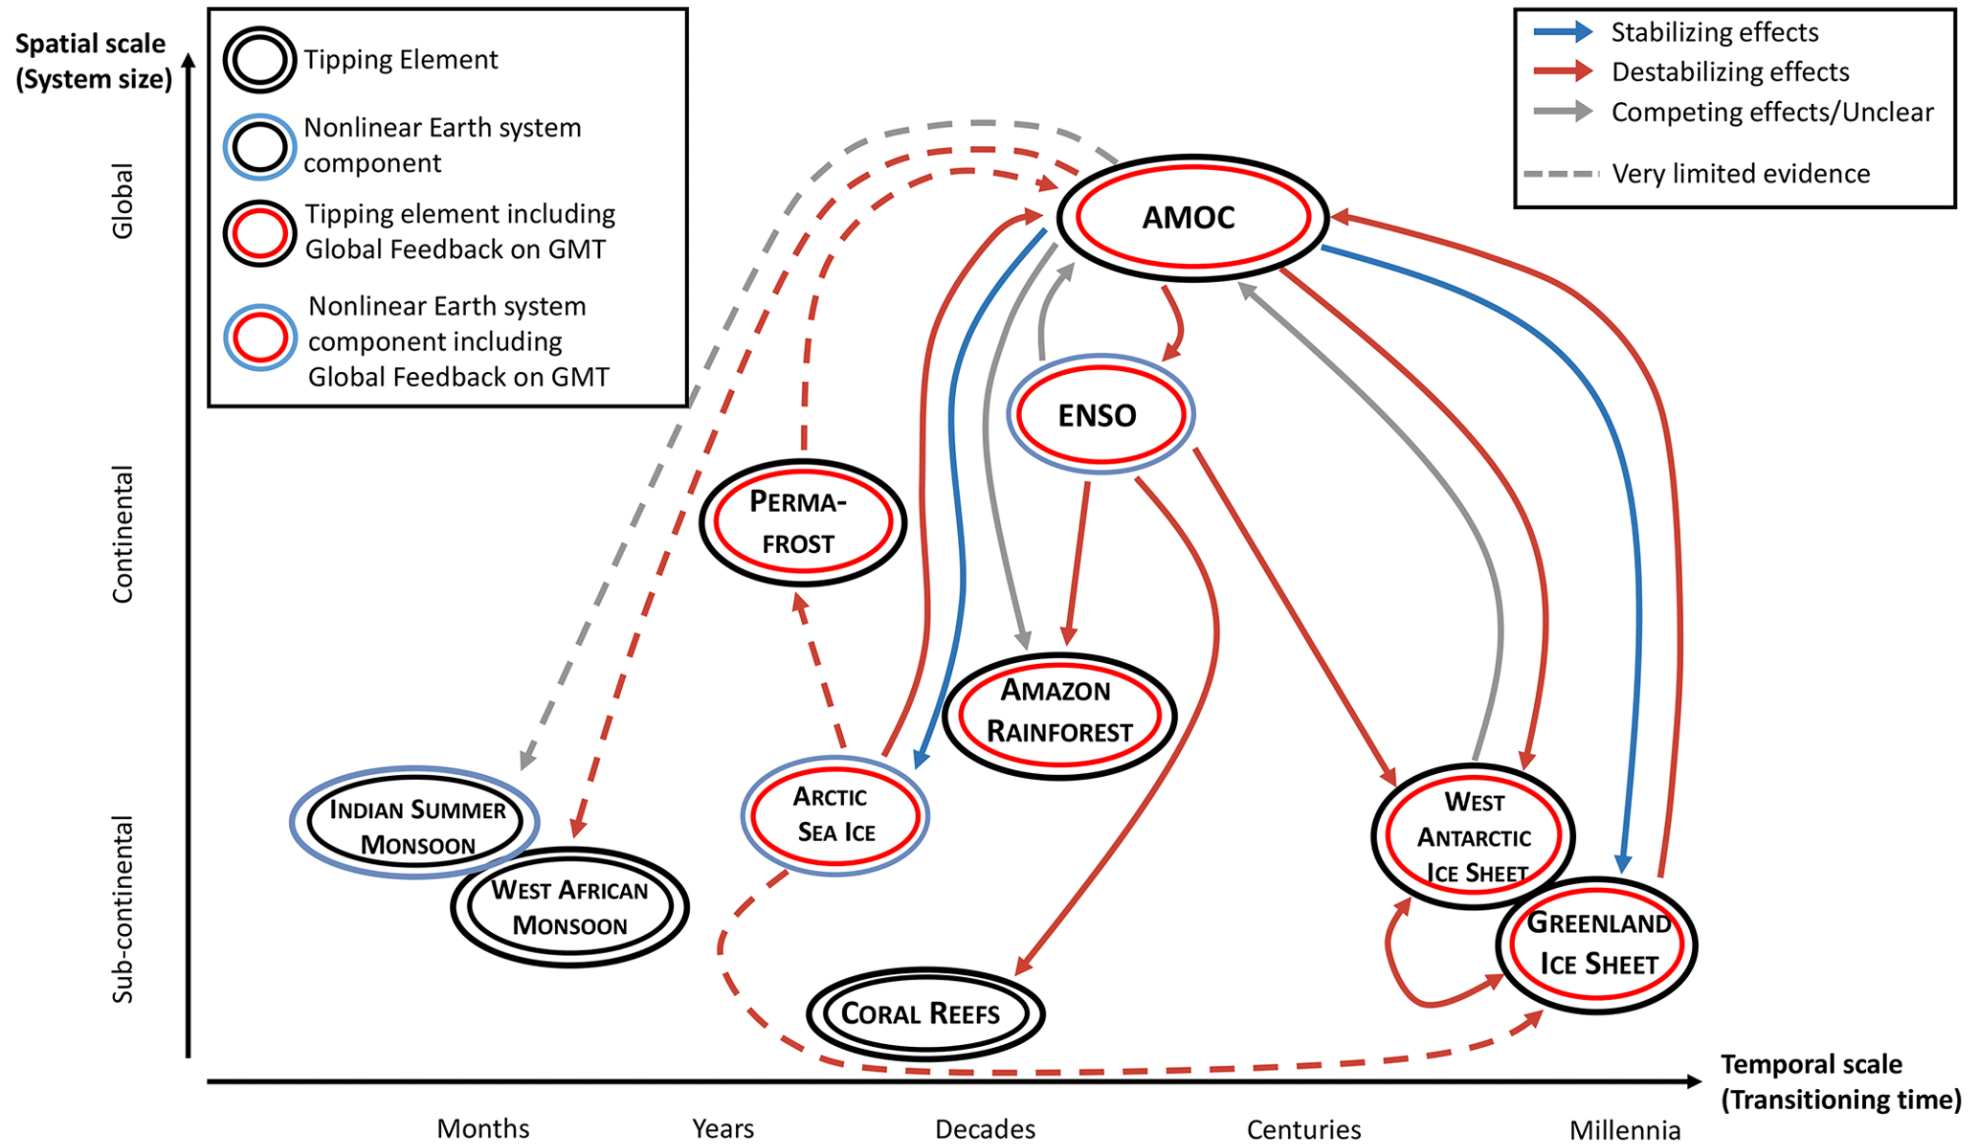 Spatial scale
(System size)
Tipping Element
Nonlinear Earth system
component
Tipping element including
Global Feedback on GMT
Nonlinear Earth system
component including
Global Feedback on GMT
Stabilizing effects
Destabilizing effects
Competing effects/Unclear
Very limited evidence
Global
Continental
Sub-continental
AMOC
ENSO
PERMA-
FROST
AMAZON
RAINFOREST
ARCTIC
SEA ICE
INDIAN SUMMER
MONSOON
WEST AFRICAN
MONSOON
WEST
ANTARCTIC
ICE SHEET
GREENLAND
ICE SHEET
CORAL REEFS
Temporal scale
(Transitioning time)
Months
Years
Decades
Centuries
Millennia